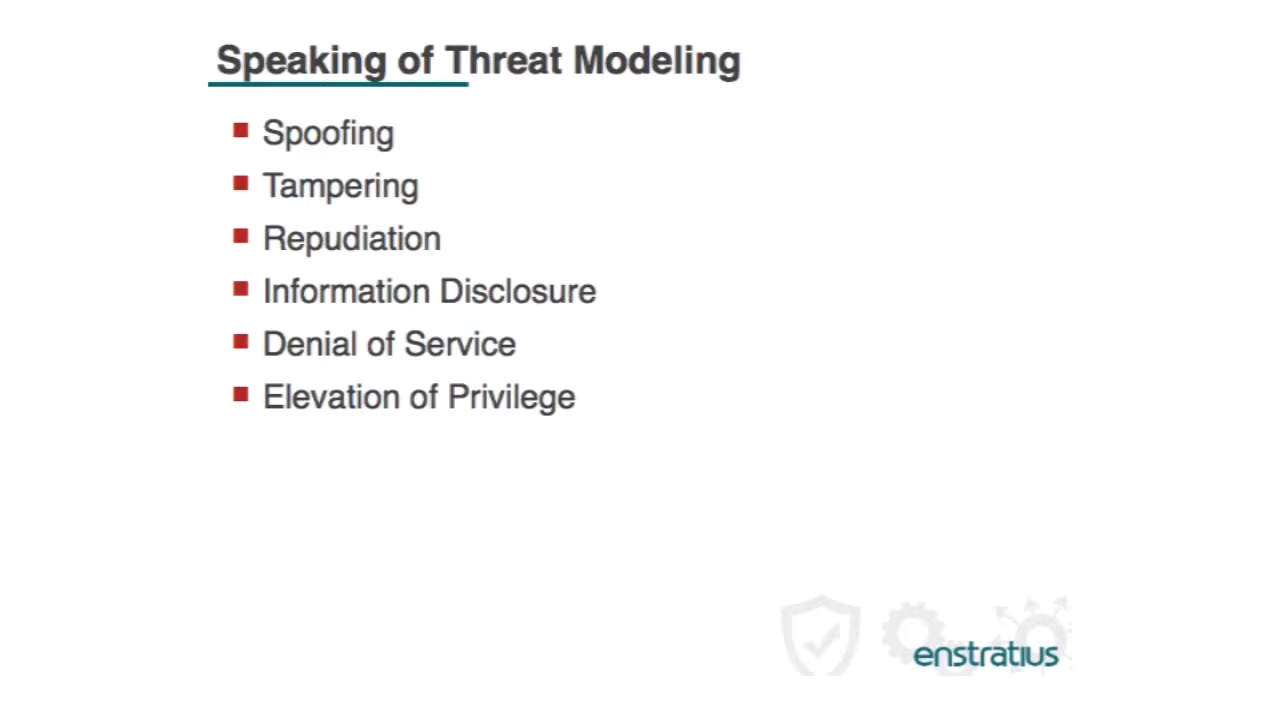 Speaking of Threat Modeling
Spoofing
Tampering
Repudiation
Information Disclosure
Denial of Service
Elevation of Privilege
enstratius